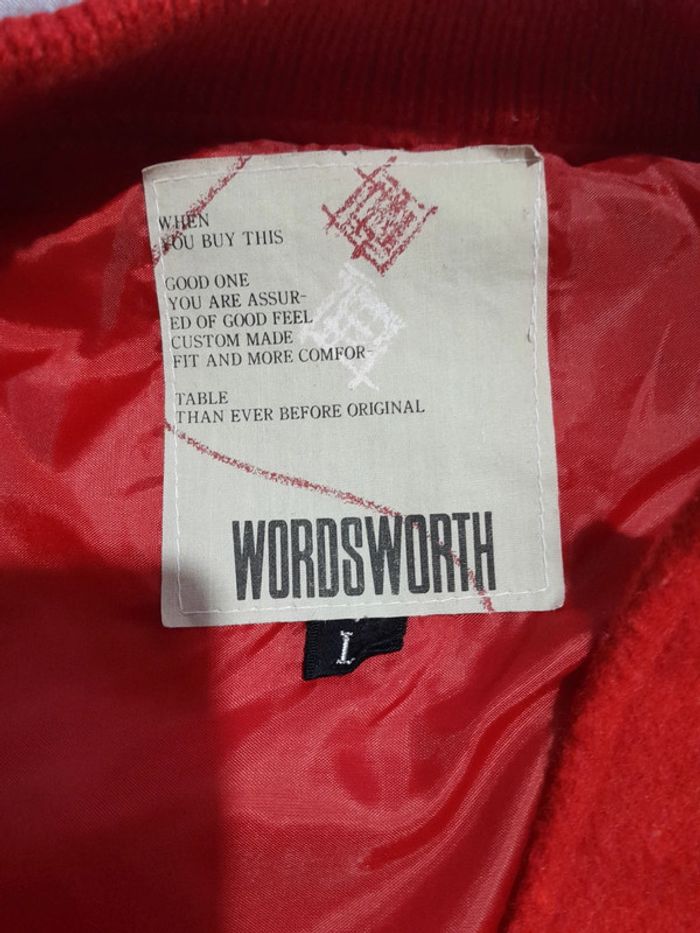 WHEN
YOU BUY THIS
GOOD ONE
YOU ARE ASSUR-
ED OF GOOD FEEL
CUSTOM MADE
FIT AND MORE COMFOR-
TABLE
THAN EVER BEFORE ORIGINAL
WORDSWORTH